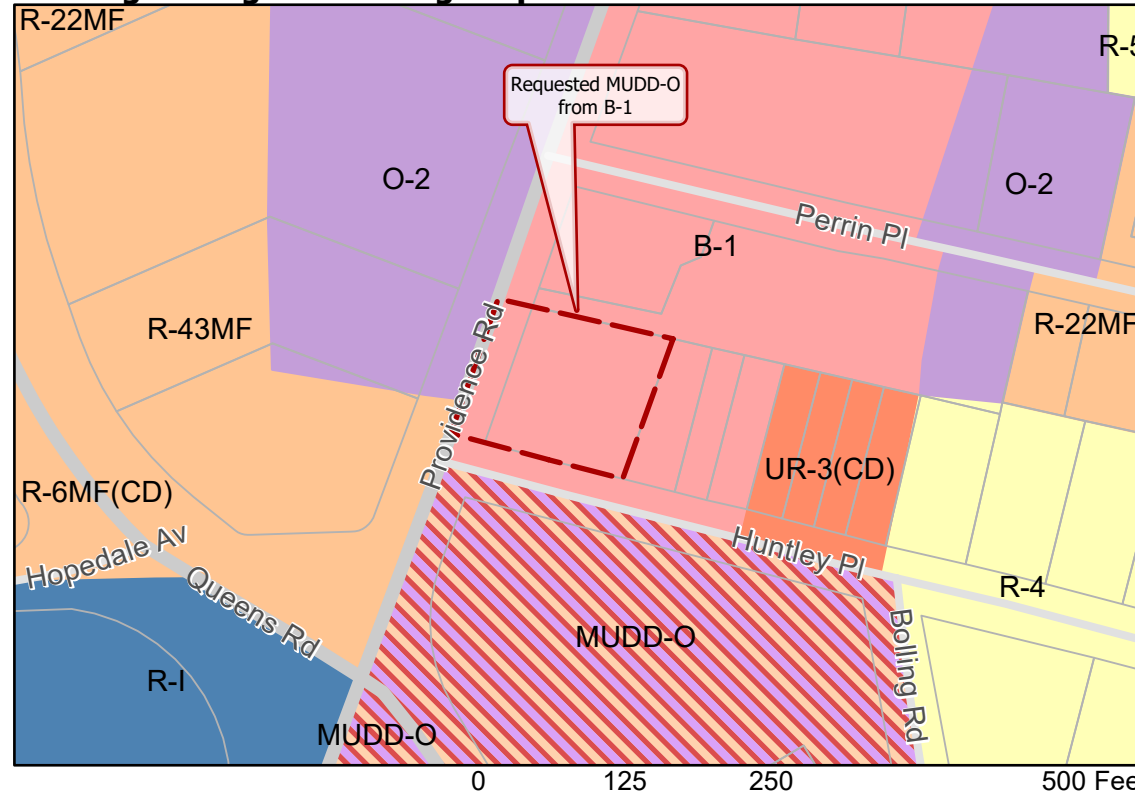 R-22MF
R-5
Requested MUDD-O
from B-1
O-2
O-2
Perrin Pl
B-1
R-43MF
R-22MF
Providence Rd
UR-3(CD)
R-6MF(CD)
Hopedale Av
Queens Rd
Huntley Pl
R-4
MUDD-O
Bolling Rd
R-I
MUDD-O
0 125 250 500 Fee